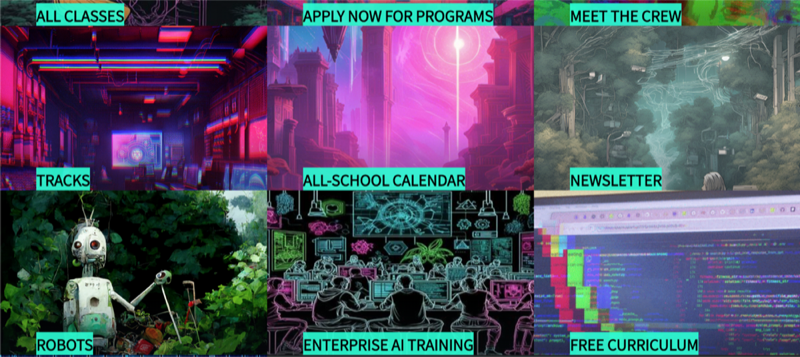 ALL CLASSES
APPLY NOW FOR PROGRAMS
MEET THE CREW
TRACKS
ALL-SCHOOL CALENDAR
NEWSLETTER
ROBOTS
ENTERPRISE AI TRAINING
FREE CURRICULUM